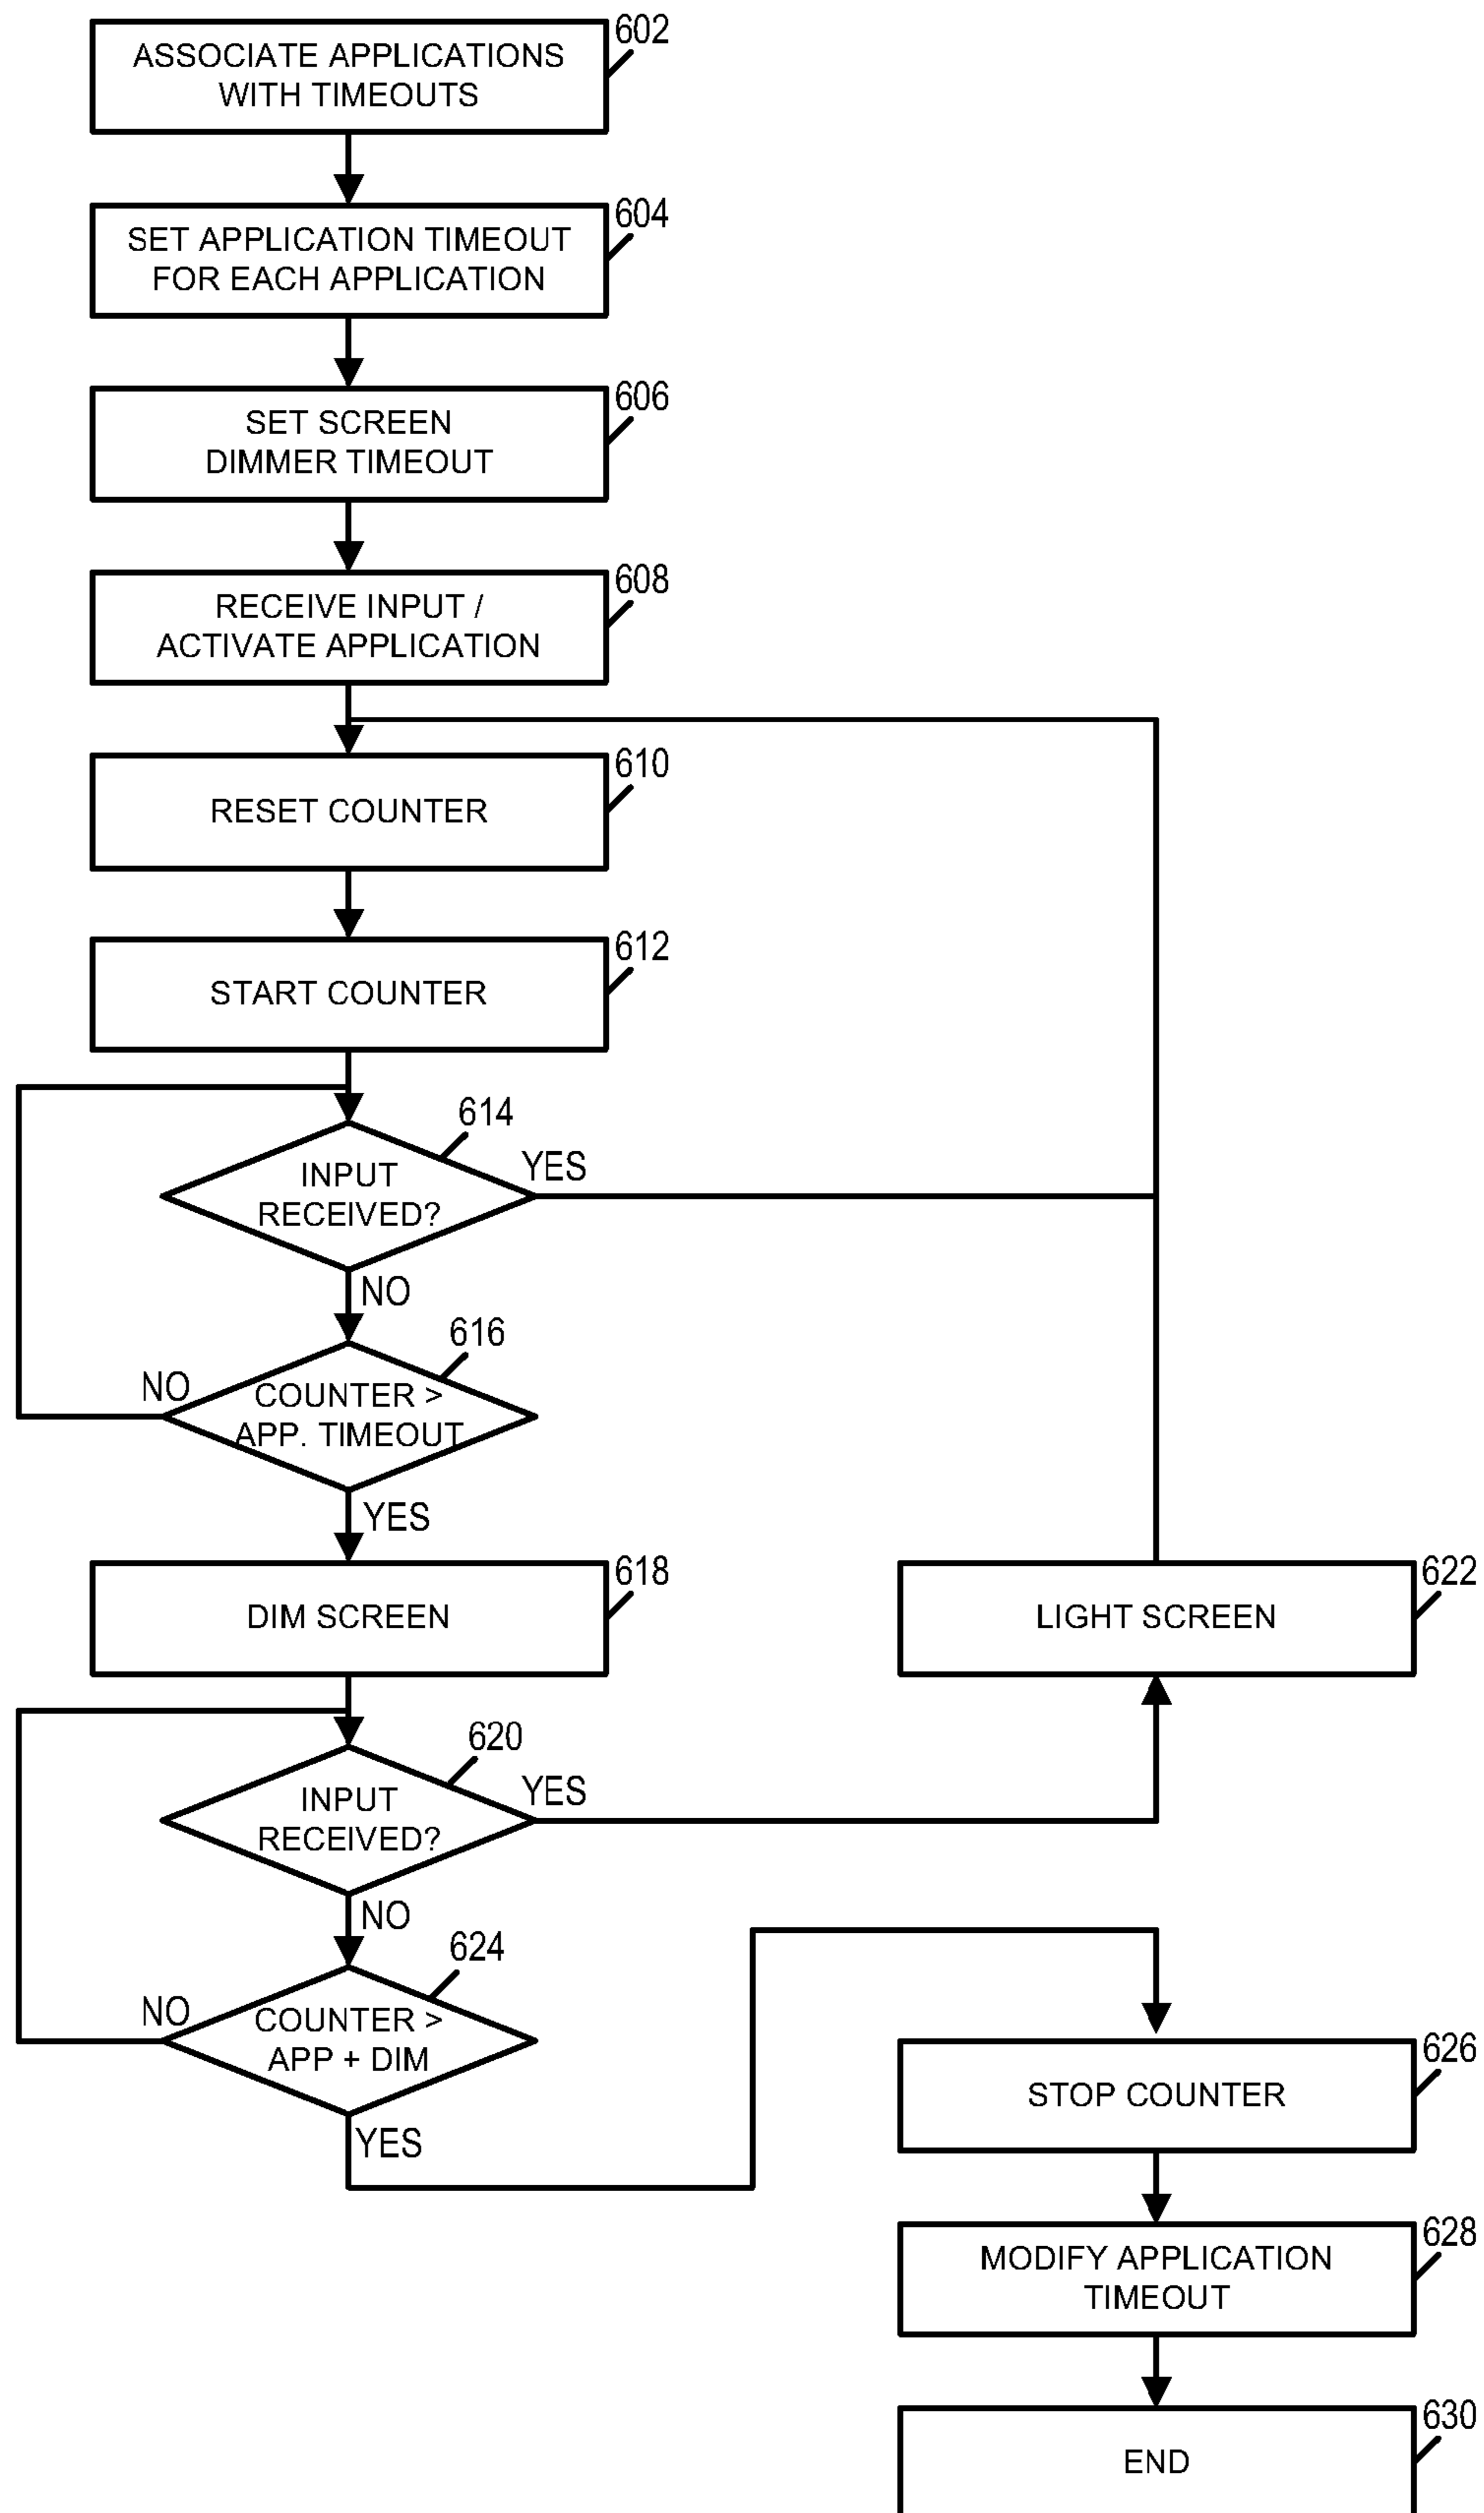 602
ASSOCIATE APPLICATIONS
WITH TIMEOUTS
604
SET APPLICATION TIMEOUT
FOR EACH APPLICATION
606
SET SCREEN
DIMMER TIMEOUT
608
RECEIVE INPUT /
ACTIVATE APPLICATION
610
RESET COUNTER
612
START COUNTER
614
INPUT
RECEIVED?
YES
NO
616
COUNTER >
APP. TIMEOUT
NO
YES
618
DIM SCREEN
622
LIGHT SCREEN
620
INPUT
RECEIVED?
YES
NO
624
COUNTER >
APP + DIM
NO
YES
626
STOP COUNTER
628
MODIFY APPLICATION
TIMEOUT
630
END